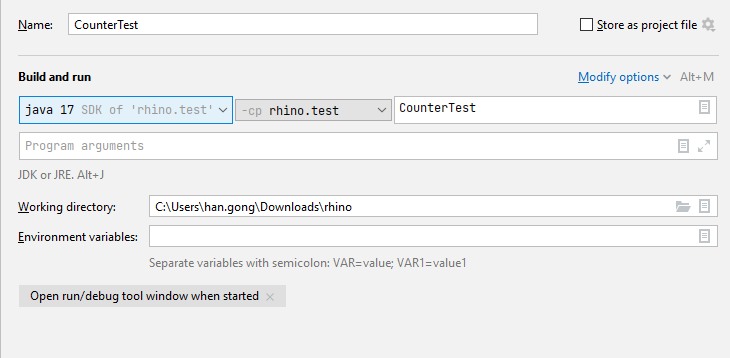 Name: CounterTest Store as project file
Build and run Modify options Alt+M
java 17 SDK of 'rhino.test' -cp rhino.test CounterTest
Program arguments
JDK or JRE. Alt+J
Working directory: C:\Users\han.gong\Downloads\rhino
Environment variables:
Separate variables with semicolon: VAR=value; VAR1=value1
Open run/debug tool window when started